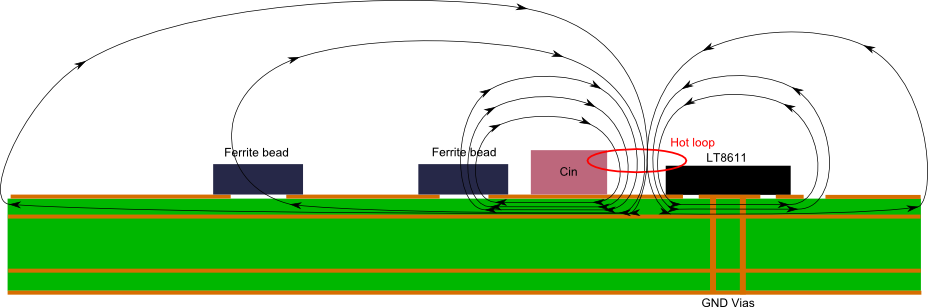 Hot loop
Ferrite bead
Ferrite bead
LT8611
Cin
GND Vias